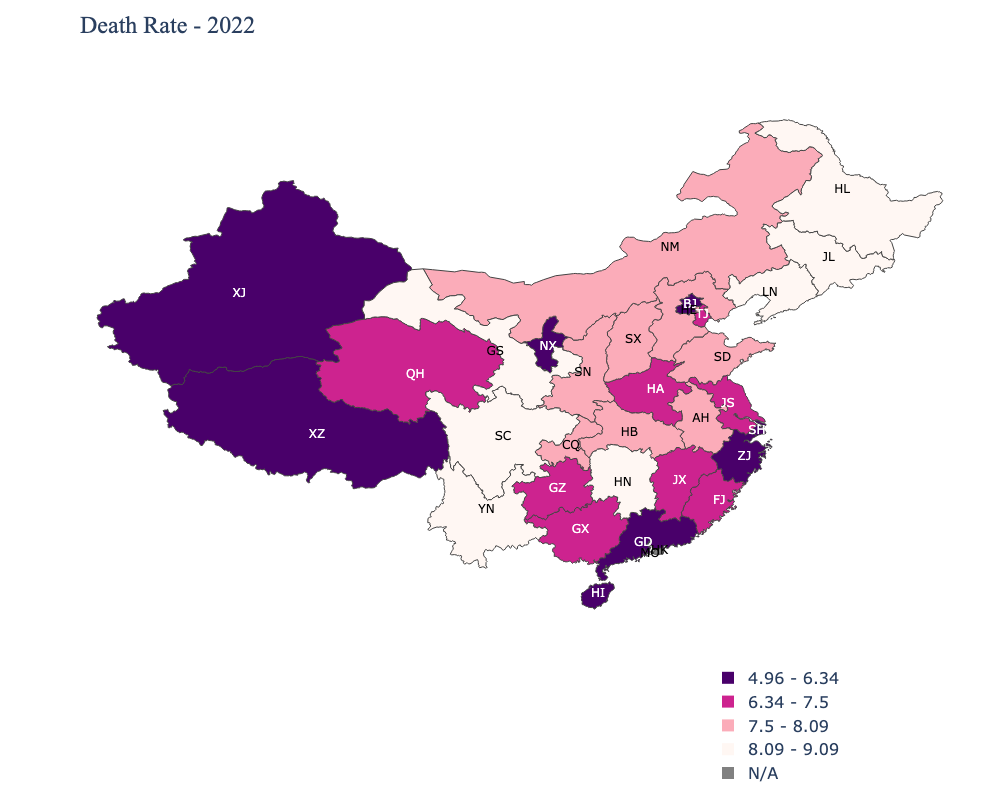 Death Rate - 2022
HL
NM
JL
XJ
LN
BJ
HE
TJ
SX
NX
GS
SD
SN
QH
HA
JS
AH
SH
XZ
SC
HB
CQ
ZJ
HN
JX
GZ
FJ
YN
GX
GD
HK
MO
HI
4.96 - 6.34
6.34 - 7.5
7.5 - 8.09
8.09 - 9.09
N/A